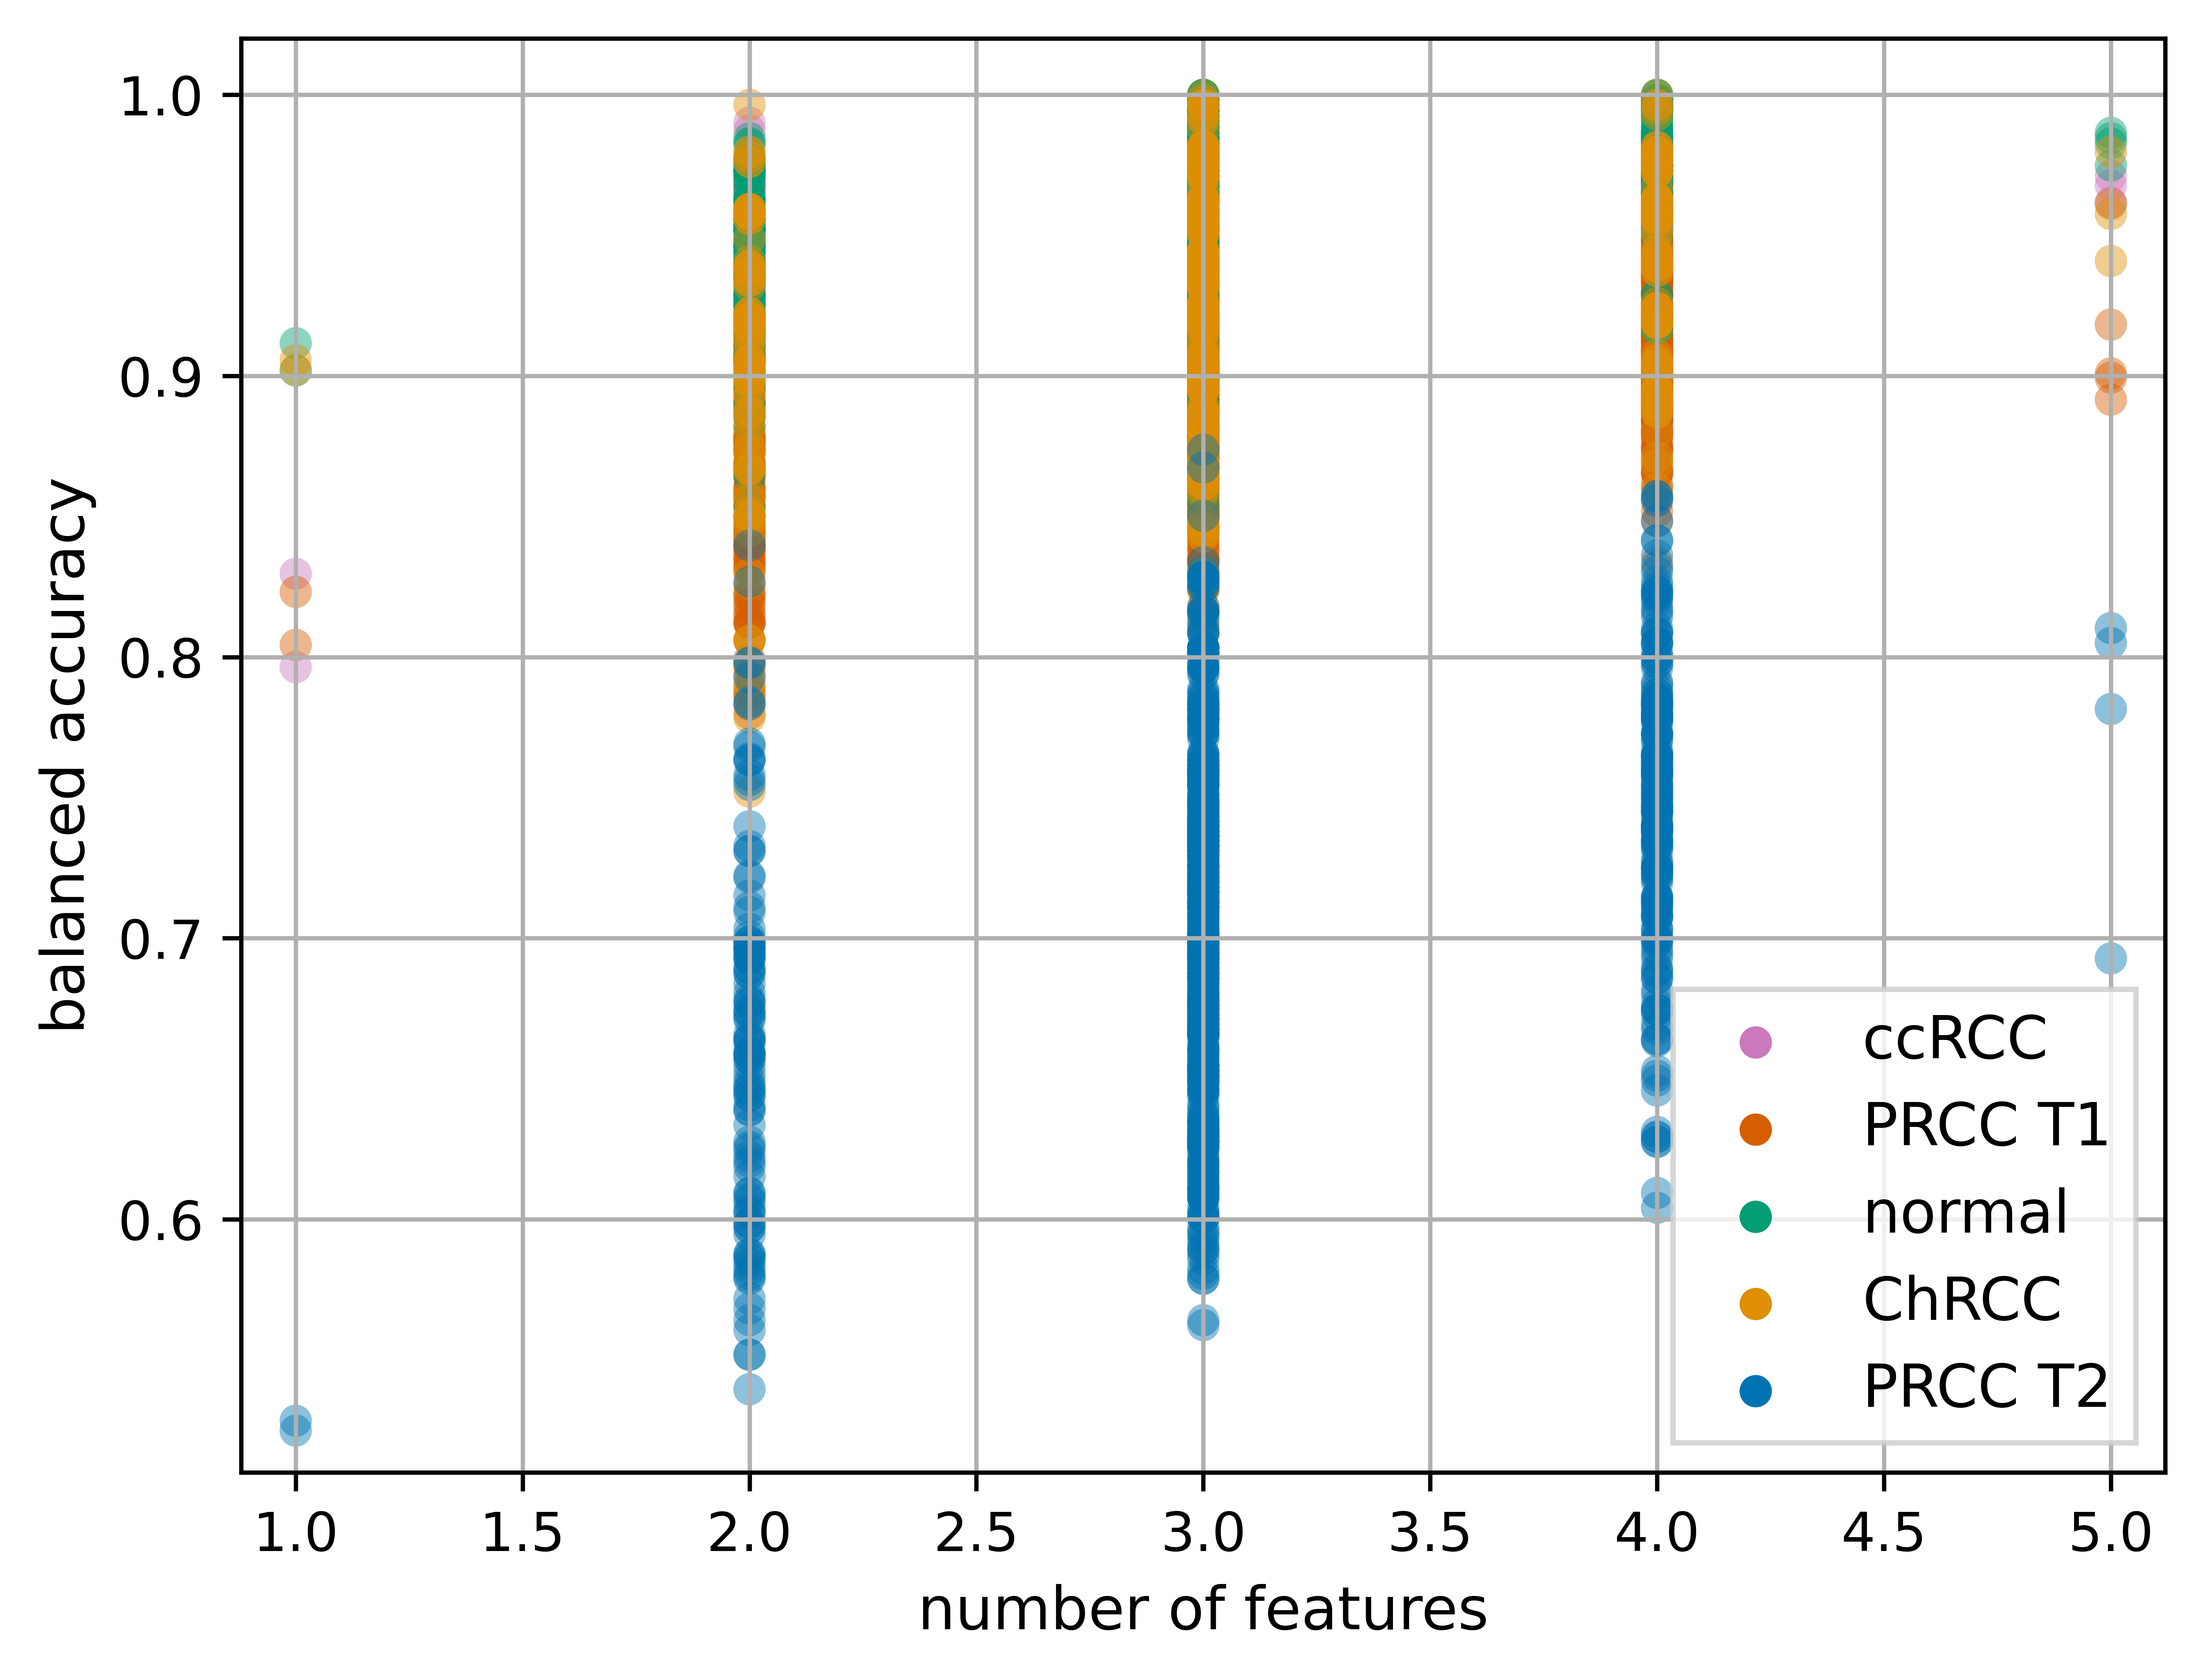 1.0
0.9
0.8
0.7
0.6
balanced accuracy
1.0 1.5 2.0 2.5 3.0 3.5 4.0 4.5 5.0
number of features
ccRCC
PRCC T1
normal
ChRCC
PRCC T2